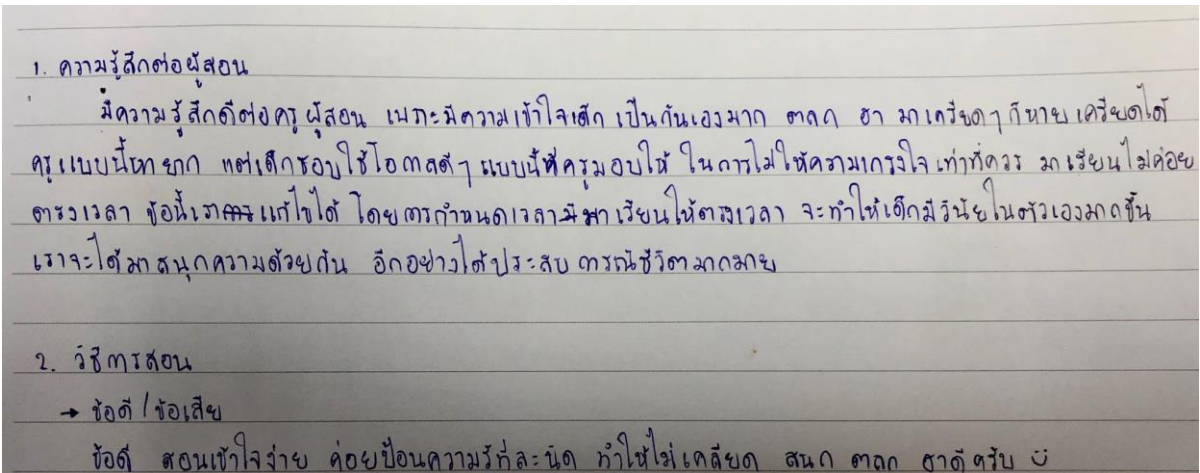 1. ความรู้สึกต่อผู้สอน
มีความรู้สึกดีต่อครูผู้สอน เพราะมีความเข้าใจเด็ก เป็นกันเองมาก ตลก ฮา มาเครียดๆ ก็หายเครียดได้
ครูแบบนี้หายาก แต่เด็กชอบใช้โอกาสดีๆ แบบนี้ที่ครูมอบให้ ในการไม่ให้ความเกรงใจ เท่าที่ควร มาเรียนไม่ค่อย
ตรงเวลา ข้อนี้เรา แก้ไขได้ โดยการกำหนดเวลา มาเรียนให้ตรงเวลา จะทำให้เด็กมีวินัยในตัวเองมากขึ้น
เราจะได้มาสนุกความด้วยกัน อีกอย่างได้ประสบการณ์ชีวิตมากมาย
2. วิธีการสอน
→ ข้อดี / ข้อเสีย
ข้อดี สอนเข้าใจง่าย ค่อยป้อนความรู้ทีละนิด ทำให้ไม่เคลียด สนุก ตลก ฮาดีครับ